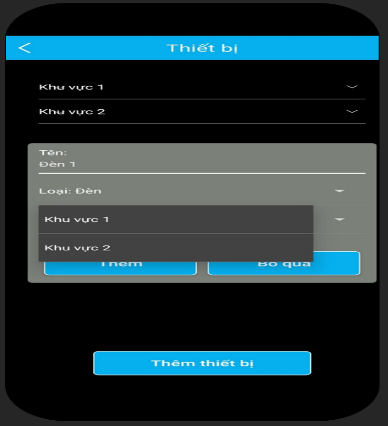 Thiết bị
Khu vực 1
Khu vực 2
Tên:
Đèn 1
Loại: Đèn
Khu vực 1
Khu vực 2
Thêm
Bỏ qua
Thêm thiết bị